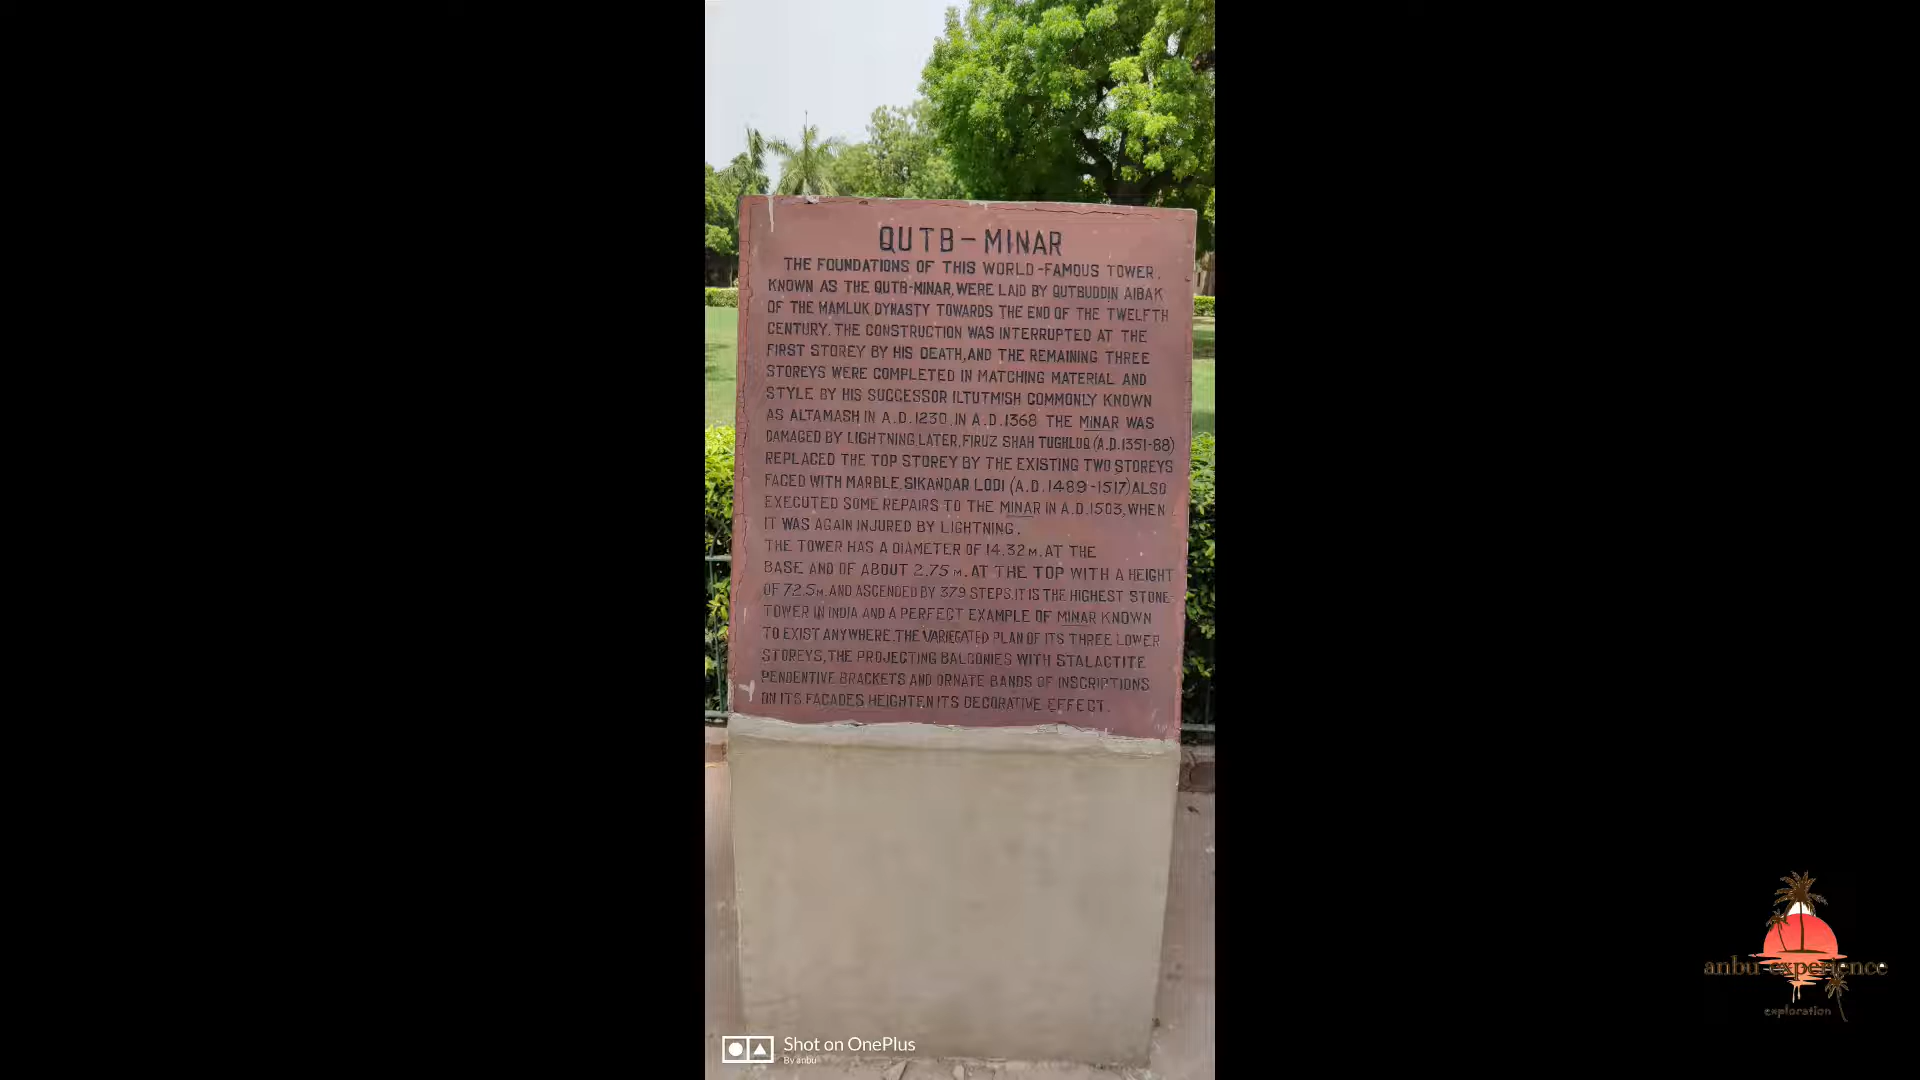 QUTB-MINAR
THE FOUNDATIONS OF THIS WORLD-FAMOUS TOWER,
KNOWN AS THE QUTB-MINAR, WERE LAID BY QUTBUDDIN AIBAK
OF THE MAMLUK DYNASTY TOWARDS THE END OF THE TWELFTH
CENTURY. THE CONSTRUCTION WAS INTERRUPTED AT THE
FIRST STOREY BY HIS DEATH, AND THE REMAINING THREE
STOREYS WERE COMPLETED IN MATCHING MATERIAL AND
STYLE BY HIS SUCCESSOR ILTUTMISH COMMONLY KNOWN
AS ALTAMASH IN A.D. 1230. IN A.D. 1368 THE MINAR WAS
DAMAGED BY LIGHTNING. LATER, FIRUZ SHAH TUGHLUQ (A.D. 1351-88)
REPLACED THE TOP STOREY BY THE EXISTING TWO STOREYS
FACED WITH MARBLE. SIKANDAR LODI (A.D. 1489-1517) ALSO
EXECUTED SOME REPAIRS TO THE MINAR IN A.D. 1503, WHEN
IT WAS AGAIN INJURED BY LIGHTNING.
THE TOWER HAS A DIAMETER OF 14.32 M. AT THE
BASE AND OF ABOUT 2.75 M. AT THE TOP WITH A HEIGHT
OF 72.5 M. AND ASCENDED BY 379 STEPS. IT IS THE HIGHEST STONE-
TOWER IN INDIA AND A PERFECT EXAMPLE OF MINAR KNOWN
TO EXIST ANYWHERE. THE VARIEGATED PLAN OF ITS THREE LOWER
STOREYS, THE PROJECTING BALCONIES WITH STALACTITE
PENDENTIVE BRACKETS AND ORNATE BANDS OF INSCRIPTIONS
ON ITS FACADES HEIGHTEN ITS DECORATIVE EFFECT.
anbu experience
exploration
Shot on OnePlus
By anbu